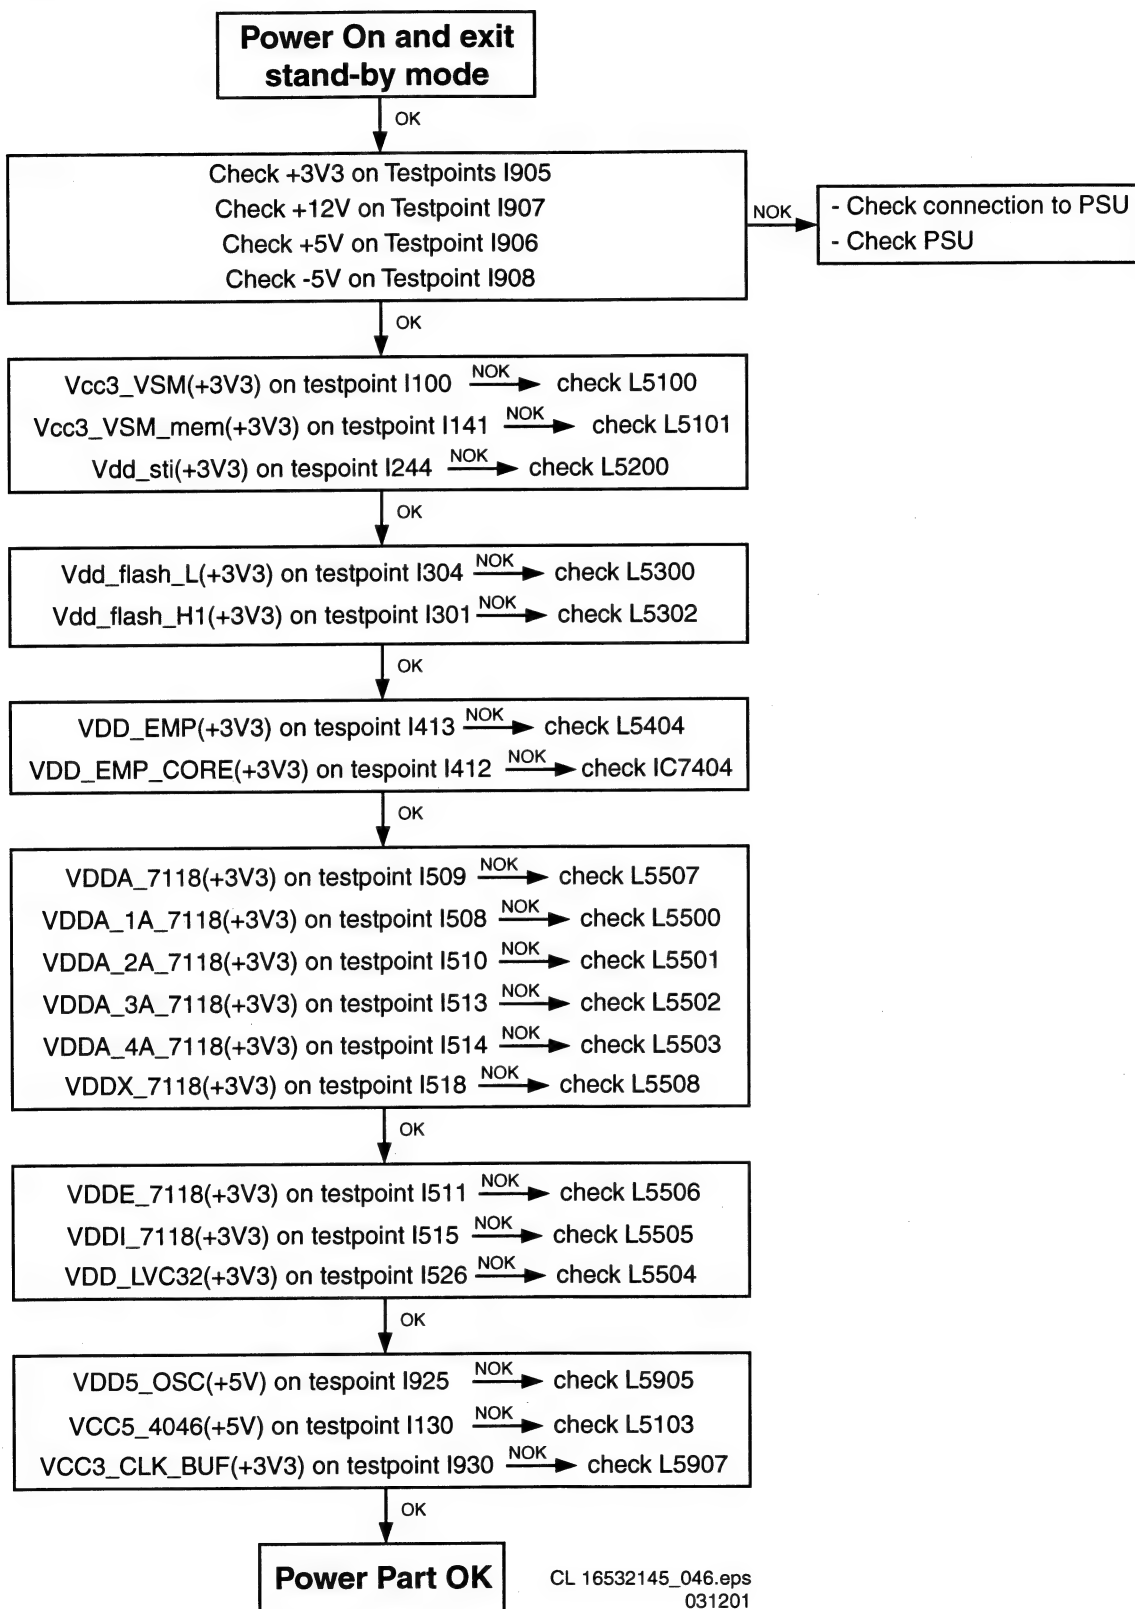 Power On and exit
stand-by mode
OK
Check +3V3 on Testpoints I905
Check +12V on Testpoint I907
Check +5V on Testpoint I906
Check -5V on Testpoint I908
NOK
- Check connection to PSU
- Check PSU
OK
Vcc3_VSM(+3V3) on testpoint I100 NOK check L5100
Vcc3_VSM_mem(+3V3) on testpoint I141 NOK check L5101
Vdd_sti(+3V3) on tespoint I244 NOK check L5200
OK
Vdd_flash_L(+3V3) on testpoint I304 NOK check L5300
Vdd_flash_H1(+3V3) on testpoint I301 NOK check L5302
OK
VDD_EMP(+3V3) on tespoint I413 NOK check L5404
VDD_EMP_CORE(+3V3) on tespoint I412 NOK check IC7404
OK
VDDA_7118(+3V3) on testpoint I509 NOK check L5507
VDDA_1A_7118(+3V3) on testpoint I508 NOK check L5500
VDDA_2A_7118(+3V3) on testpoint I510 NOK check L5501
VDDA_3A_7118(+3V3) on testpoint I513 NOK check L5502
VDDA_4A_7118(+3V3) on testpoint I514 NOK check L5503
VDDX_7118(+3V3) on testpoint I518 NOK check L5508
OK
VDDE_7118(+3V3) on testpoint I511 NOK check L5506
VDDI_7118(+3V3) on testpoint I515 NOK check L5505
VDD_LVC32(+3V3) on testpoint I526 NOK check L5504
OK
VDD5_OSC(+5V) on tespoint I925 NOK check L5905
VCC5_4046(+5V) on testpoint I130 NOK check L5103
VCC3_CLK_BUF(+3V3) on testpoint I930 NOK check L5907
OK
Power Part OK
CL 16532145_046.eps
031201